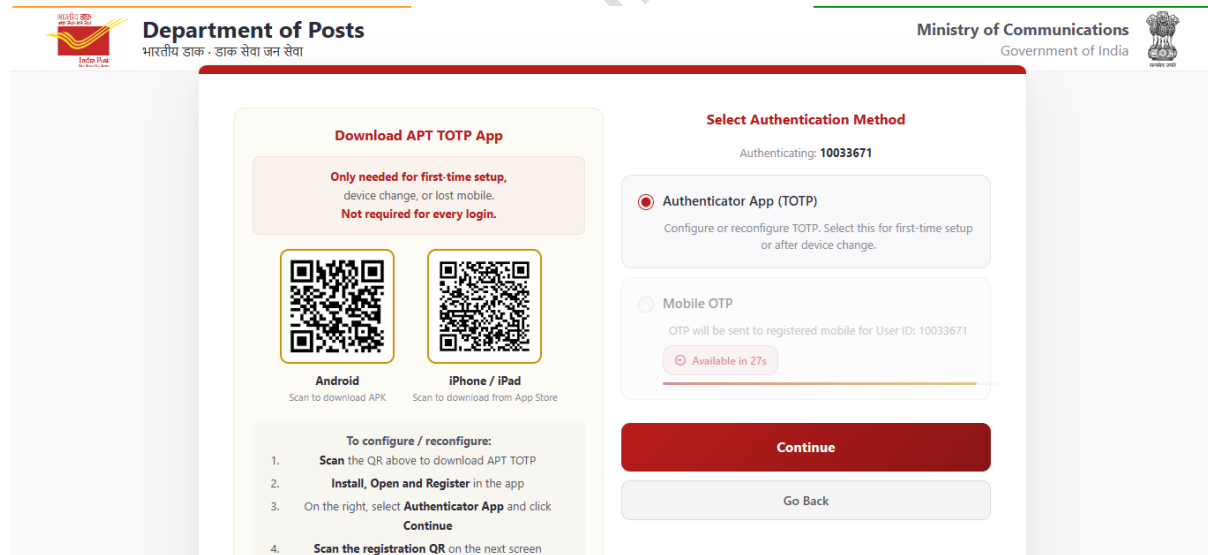 भारतीय डाक
India Post
Department of Posts
भारतीय डाक - डाक सेवा जन सेवा
Ministry of Communications
Government of India
सत्यमेव जयते
Download APT TOTP App
Only needed for first-time setup,
device change, or lost mobile.
Not required for every login.
Android
Scan to download APK
iPhone / iPad
Scan to download from App Store
To configure / reconfigure:
1. Scan the QR above to download APT TOTP
2. Install, Open and Register in the app
3. On the right, select Authenticator App and click
Continue
4. Scan the registration QR on the next screen
Select Authentication Method
Authenticating: 10033671
Authenticator App (TOTP)
Configure or reconfigure TOTP. Select this for first-time setup
or after device change.
Mobile OTP
OTP will be sent to registered mobile for User ID: 10033671
Available in 27s
Continue
Go Back